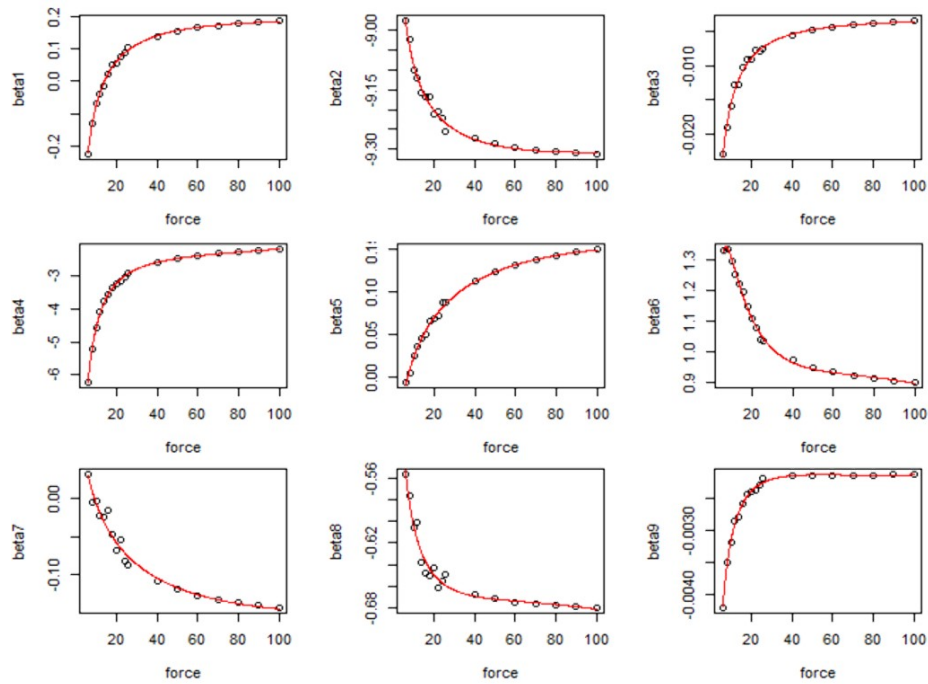 beta1
0.2
0.1
0.0
-0.2
20 40 60 80 100
force
beta2
-9.00
-9.15
-9.30
20 40 60 80 100
force
beta3
-0.010
-0.020
20 40 60 80 100
force
beta4
-3
-4
-5
-6
20 40 60 80 100
force
beta5
0.10
0.05
0.00
20 40 60 80 100
force
beta6
1.3
1.2
1.1
1.0
0.9
20 40 60 80 100
force
beta7
0.00
-0.10
20 40 60 80 100
force
beta8
-0.56
-0.62
-0.68
20 40 60 80 100
force
beta9
-0.0030
-0.0040
20 40 60 80 100
force